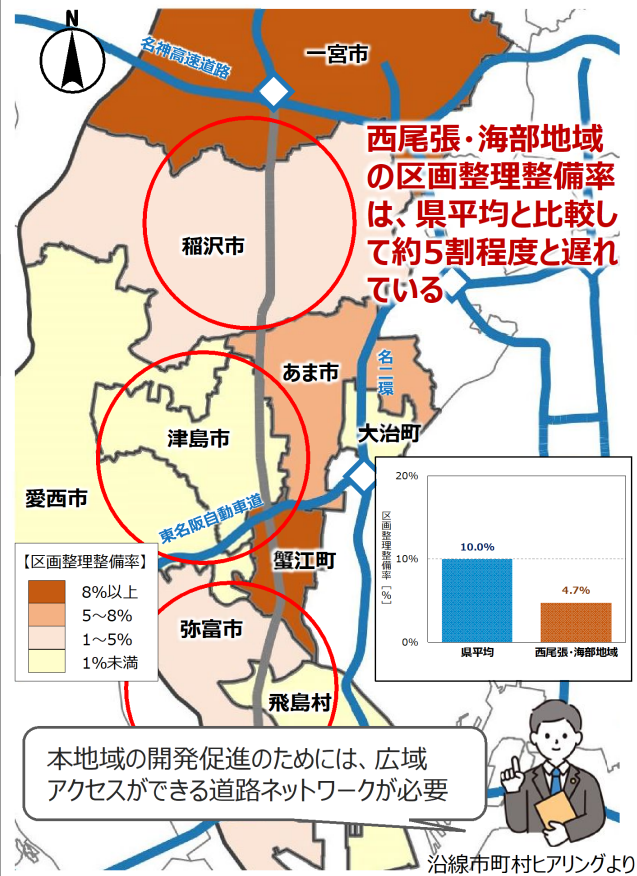 N
名神高速道路
一宮市
西尾張・海部地域
の区画整理整備率
は、県平均と比較し
て約5割程度と遅れ
ている
稲沢市
あま市
名二環
大治町
津島市
愛西市
東名阪自動車道
蟹江町
弥富市
飛島村
【区画整理整備率】
8%以上
5～8%
1～5%
1%未満
区画整理整備率［%］
20%
10%
0%
10.0%
4.7%
県平均
西尾張・海部地域
本地域の開発促進のためには、広域
アクセスができる道路ネットワークが必要
沿線市町村ヒアリングより